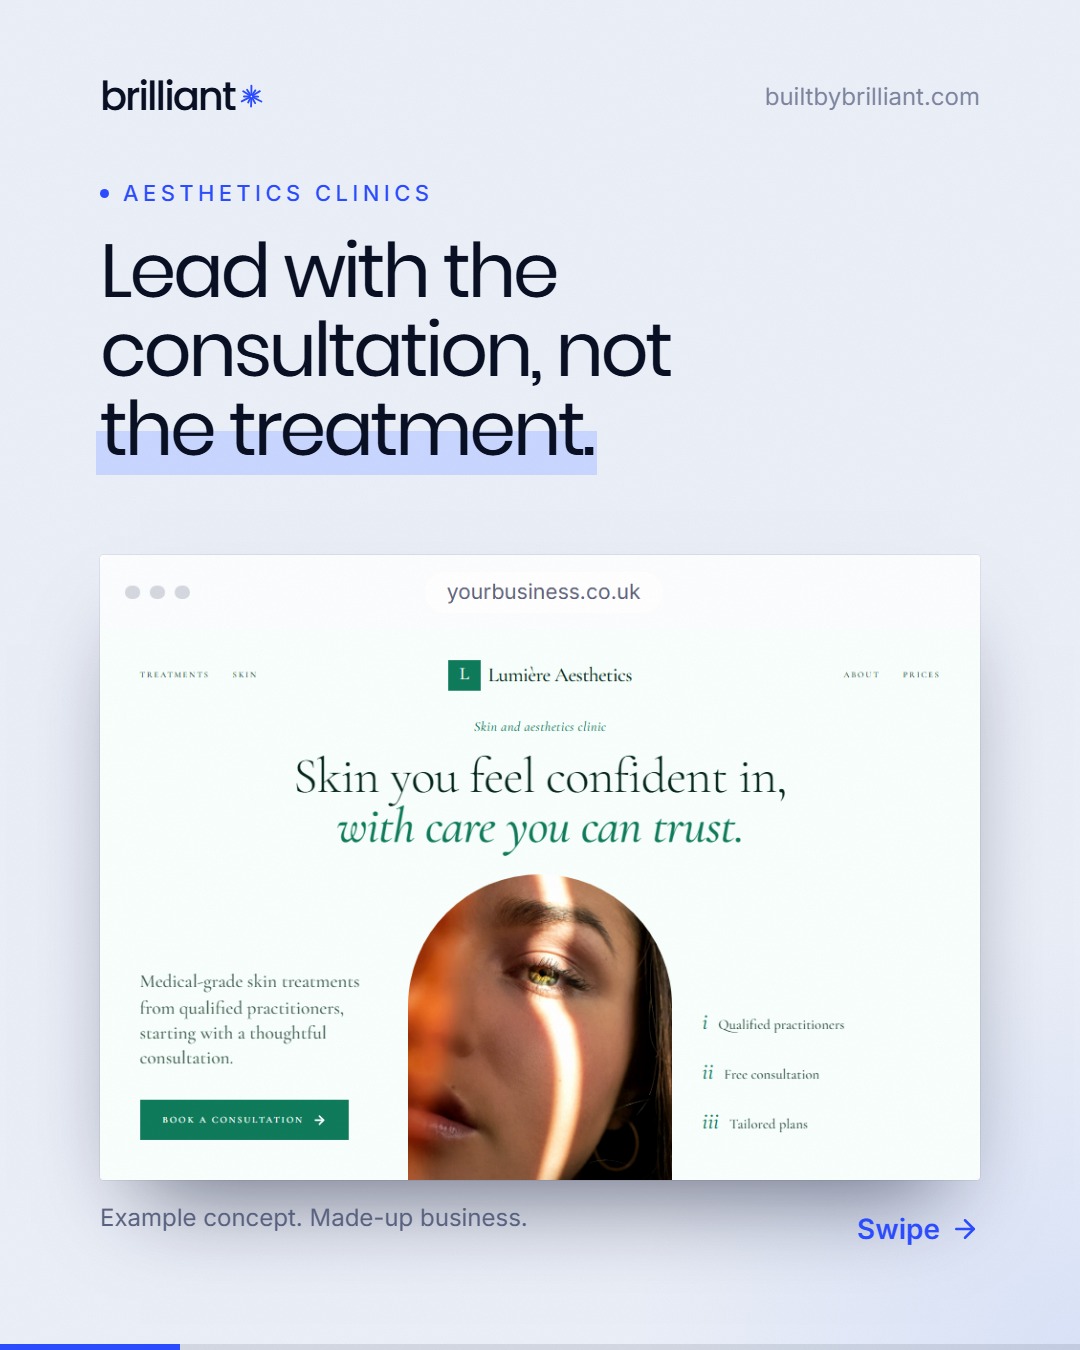 brilliant
builtbybrilliant.com
AESTHETICS CLINICS
Lead with the
consultation, not
the treatment.
yourbusiness.co.uk
TREATMENTS SKIN
L Lumière Aesthetics
ABOUT PRICES
Skin and aesthetics clinic
Skin you feel confident in,
with care you can trust.
Medical-grade skin treatments
from qualified practitioners,
starting with a thoughtful
consultation.
BOOK A CONSULTATION →
i Qualified practitioners
ii Free consultation
iii Tailored plans
Example concept. Made-up business.
Swipe →